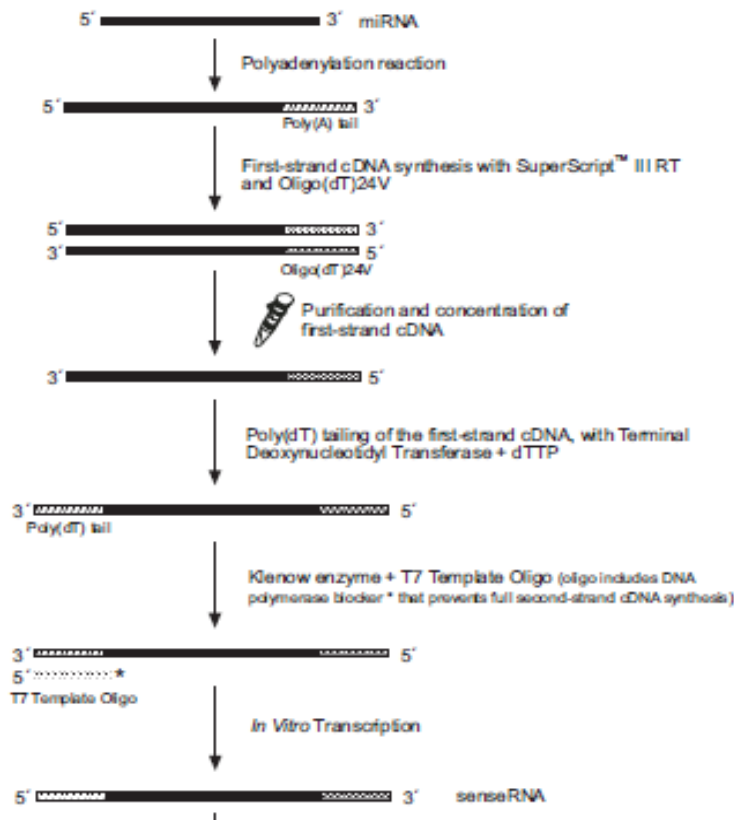 5´ 3´ miRNA
Polyadenylation reaction
5´ 3´
Poly(A) tail
First-strand cDNA synthesis with SuperScript™ III RT
and Oligo(dT)24V
5´ 3´
3´ 5´
Oligo(dT)24V
Purification and concentration of
first-strand cDNA
3´ 5´
Poly(dT) tailing of the first-strand cDNA, with Terminal
Deoxynucleotidyl Transferase + dTTP
3´ 5´
Poly(dT) tail
Klenow enzyme + T7 Template Oligo (oligo includes DNA
polymerase blocker * that prevents full second-strand cDNA synthesis)
3´ 5´
5´ *
T7 Template Oligo
In Vitro Transcription
5´ 3´ senseRNA